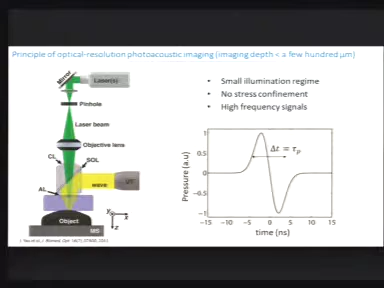 Principle of optical-resolution photoacoustic imaging (imaging depth < a few hundred µm)
Mirror
Laser(s)
Pinhole
Laser beam
Objective lens
CL
SOL
wave
UT
AL
Object
MS
y
x
z
• Small illumination regime
• No stress confinement
• High frequency signals
Pressure (a.u)
1
0.5
0
−0.5
−1
Δt = τp
−15 −10 −5 0 5 10 15
time (ns)